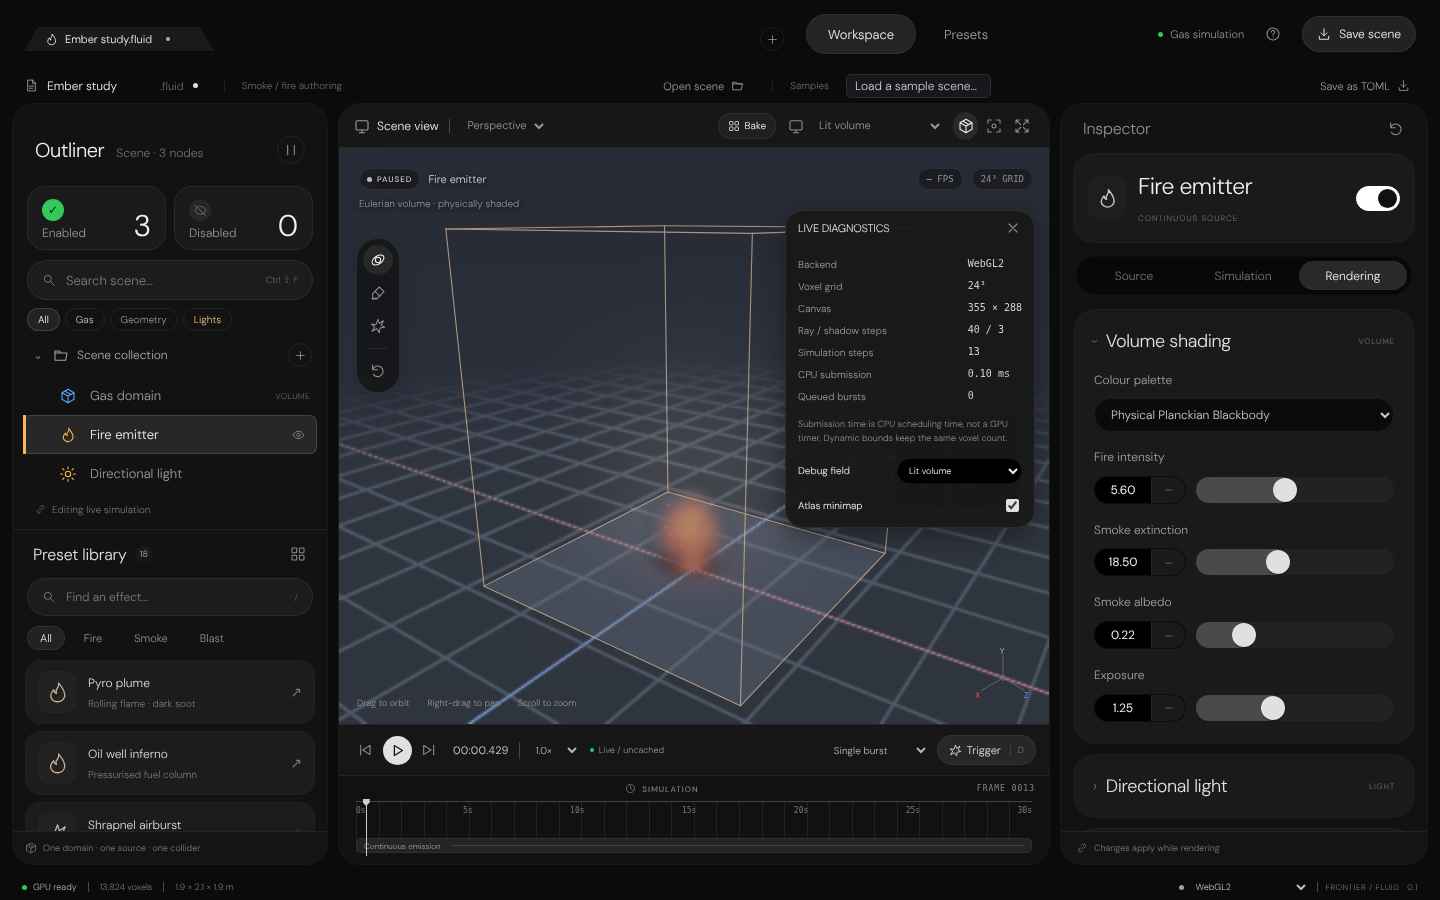 Ember study.fluid
Workspace
Presets
Gas simulation
Save scene
Ember study
.fluid
Smoke / fire authoring
Open scene
Samples
Load a sample scene...
Save as TOML
Outliner
Scene · 3 nodes
Enabled
3
Disabled
0
Search scene...
Ctrl ⇧ F
All
Gas
Geometry
Lights
Scene collection
Gas domain
VOLUME
Fire emitter
Directional light
Editing live simulation
Preset library
18
Find an effect...
/
All
Fire
Smoke
Blast
Pyro plume
Rolling flame · dark soot
Oil well inferno
Pressurised fuel column
Shrapnel airburst
One domain · one source · one collider
Scene view
Perspective
Bake
Lit volume
PAUSED
Fire emitter
Eulerian volume · physically shaded
— FPS
24³ GRID
LIVE DIAGNOSTICS
Backend
WebGL2
Voxel grid
24³
Canvas
355 × 288
Ray / shadow steps
40 / 3
Simulation steps
13
CPU submission
0.10 ms
Queued bursts
0
Submission time is CPU scheduling time, not a GPU
timer. Dynamic bounds keep the same voxel count.
Debug field
Lit volume
Atlas minimap
Y
X
Z
Drag to orbit
Right-drag to pan
Scroll to zoom
00:00.429
1.0×
Live / uncached
Single burst
Trigger
D
SIMULATION
FRAME 0013
0s
5s
10s
15s
20s
25s
30s
Continuous emission
Inspector
Fire emitter
CONTINUOUS SOURCE
Source
Simulation
Rendering
Volume shading
VOLUME
Colour palette
Physical Planckian Blackbody
Fire intensity
5.60
Smoke extinction
18.50
Smoke albedo
0.22
Exposure
1.25
Directional light
LIGHT
Changes apply while rendering
GPU ready
13,824 voxels
1.9 × 2.1 × 1.9 m
WebGL2
FRONTIER / FLUID
0.1